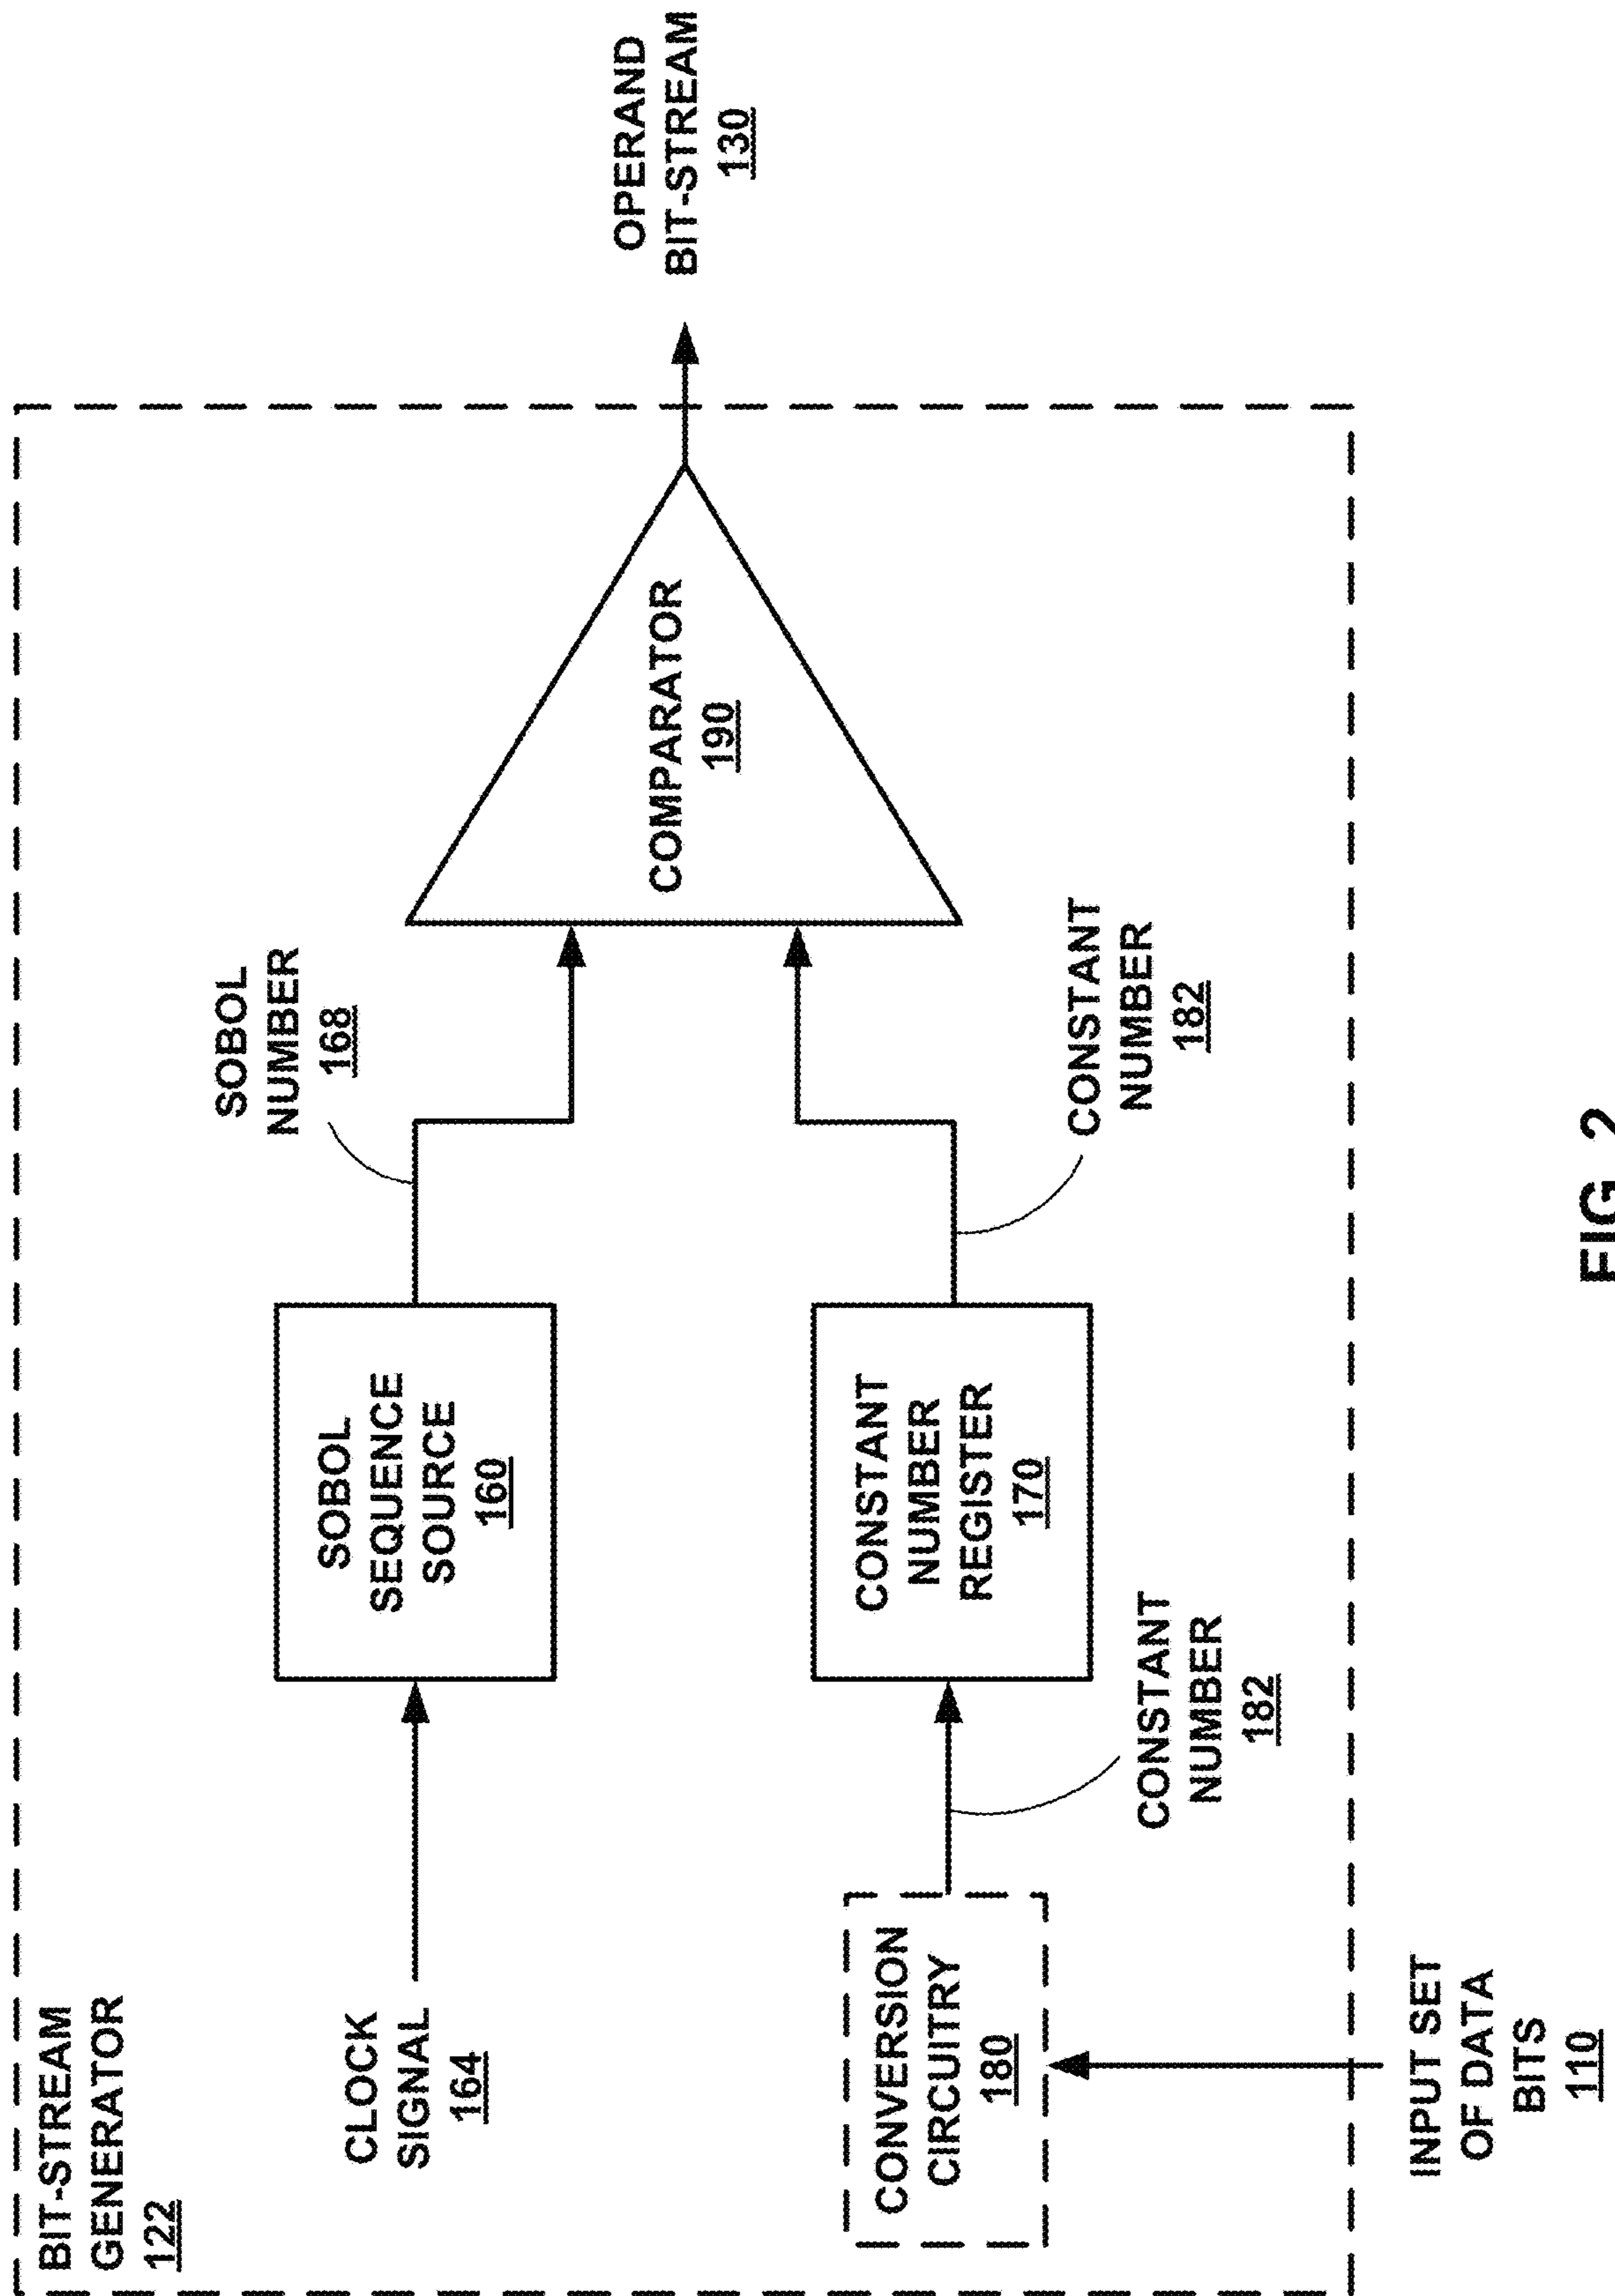 BIT-STREAM
GENERATOR
122
CLOCK
SIGNAL
164
SOBOL
SEQUENCE
SOURCE
160
SOBOL
NUMBER
168
COMPARATOR
190
OPERAND
BIT-STREAM
130
CONVERSION
CIRCUITRY
180
CONSTANT
NUMBER
182
CONSTANT
NUMBER
REGISTER
170
CONSTANT
NUMBER
182
INPUT SET
OF DATA
BITS
110
FIG. 2